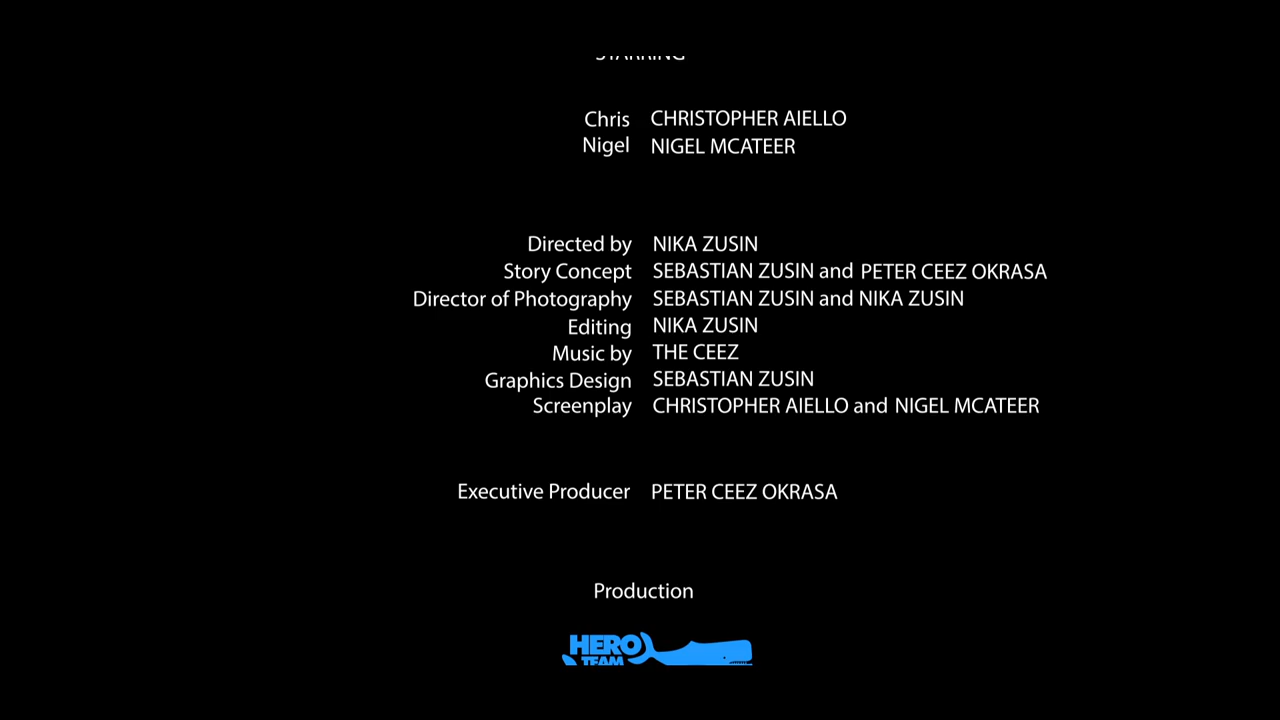 STARRING
Chris CHRISTOPHER AIELLO
Nigel NIGEL MCATEER
Directed by NIKA ZUSIN
Story Concept SEBASTIAN ZUSIN and PETER CEEZ OKRASA
Director of Photography SEBASTIAN ZUSIN and NIKA ZUSIN
Editing NIKA ZUSIN
Music by THE CEEZ
Graphics Design SEBASTIAN ZUSIN
Screenplay CHRISTOPHER AIELLO and NIGEL MCATEER
Executive Producer PETER CEEZ OKRASA
Production
HERO
TEAM